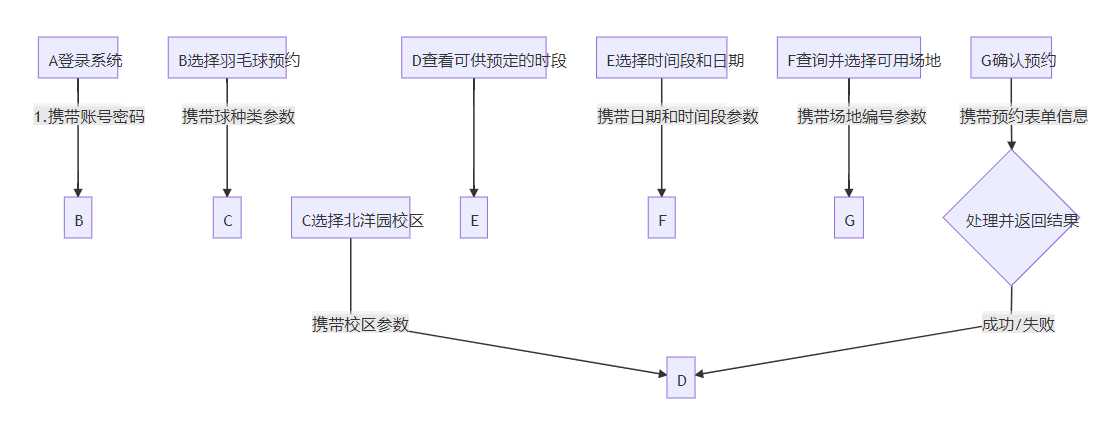 A登录系统
B选择羽毛球预约
D查看可供预定的时段
E选择时间段和日期
F查询并选择可用场地
G确认预约
1.携带账号密码
携带球种类参数
携带日期和时间段参数
携带场地编号参数
携带预约表单信息
B
C
C选择北洋园校区
E
F
G
处理并返回结果
携带校区参数
成功/失败
D